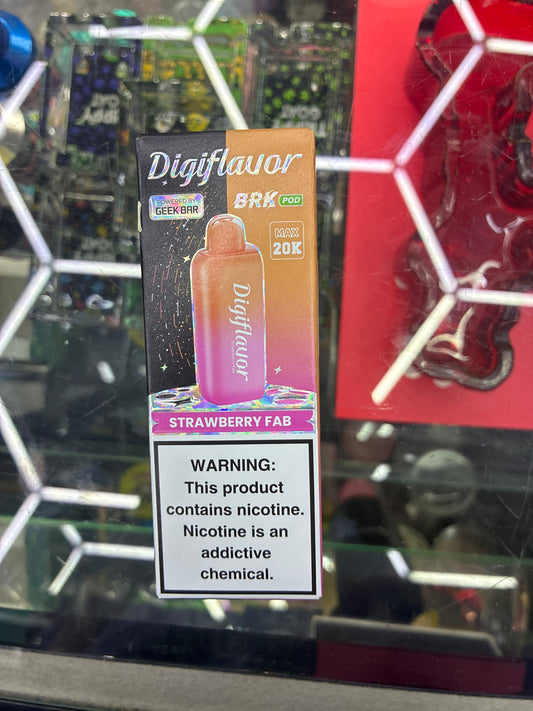 Digiflavor
POWERED BY
GEEK BAR
BRK POD
MAX
20K
Digiflavor
STRAWBERRY FAB
WARNING:
This product
contains nicotine.
Nicotine is an
addictive
chemical.